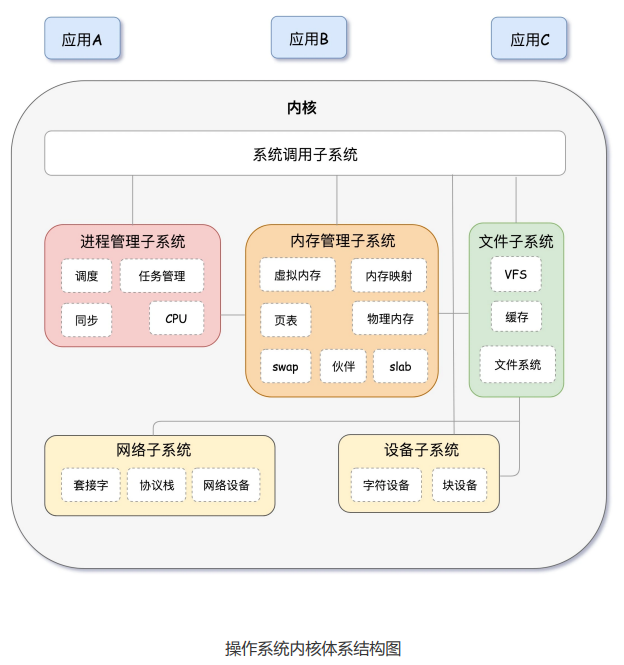 应用A
应用B
应用C
内核
系统调用子系统
进程管理子系统
调度
任务管理
同步
CPU
内存管理子系统
虚拟内存
内存映射
页表
物理内存
swap
伙伴
slab
文件子系统
VFS
缓存
文件系统
网络子系统
套接字
协议栈
网络设备
设备子系统
字符设备
块设备
操作系统内核体系结构图